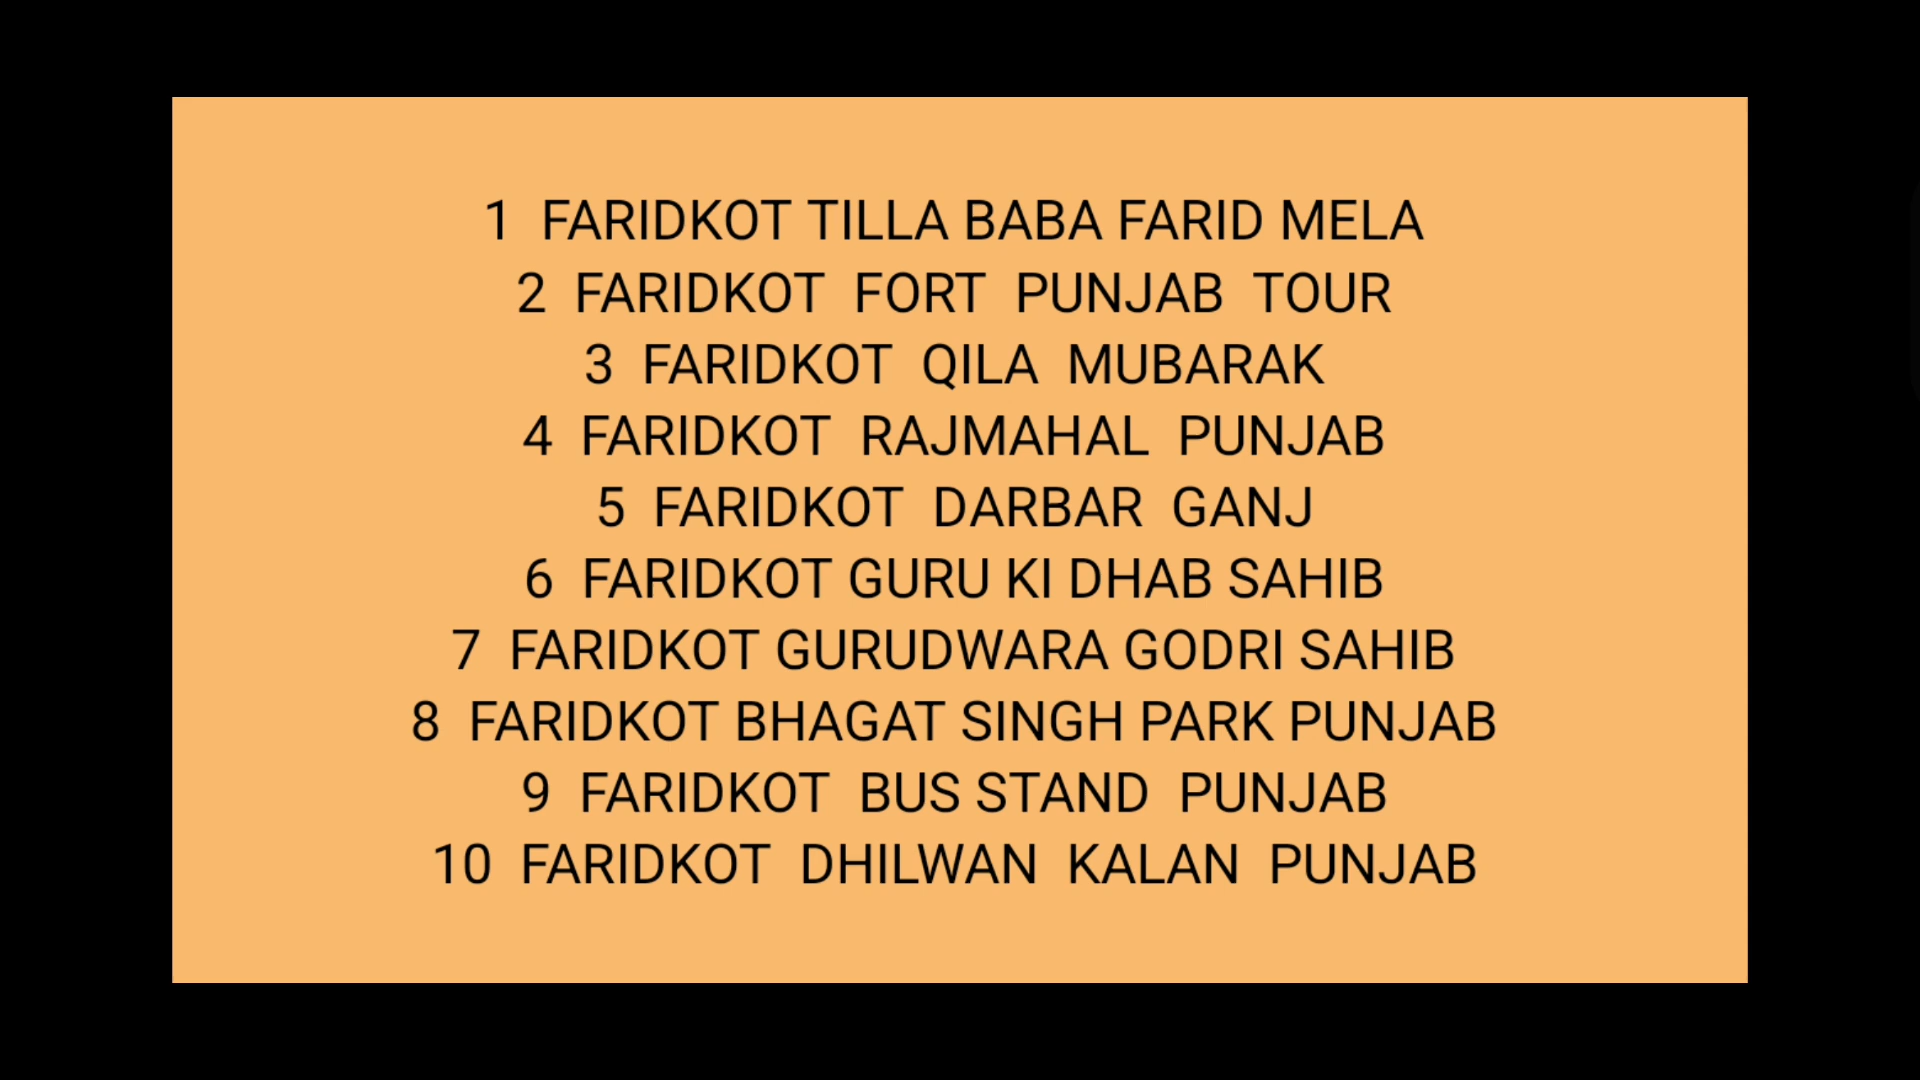 1 FARIDKOT TILLA BABA FARID MELA
2 FARIDKOT FORT PUNJAB TOUR
3 FARIDKOT QILA MUBARAK
4 FARIDKOT RAJMAHAL PUNJAB
5 FARIDKOT DARBAR GANJ
6 FARIDKOT GURU KI DHAB SAHIB
7 FARIDKOT GURUDWARA GODRI SAHIB
8 FARIDKOT BHAGAT SINGH PARK PUNJAB
9 FARIDKOT BUS STAND PUNJAB
10 FARIDKOT DHILWAN KALAN PUNJAB